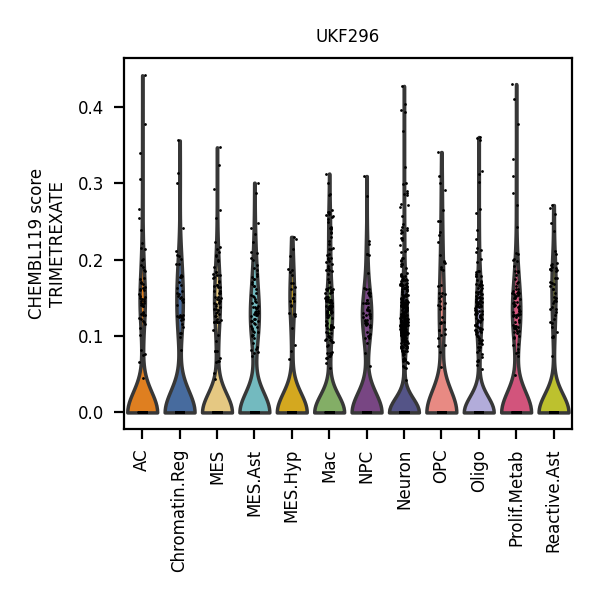 UKF296
CHEMBL119 score
TRIMETREXATE
0.4
0.3
0.2
0.1
0.0
AC
Chromatin.Reg
MES
MES.Ast
MES.Hyp
Mac
NPC
Neuron
OPC
Oligo
Prolif.Metab
Reactive.Ast